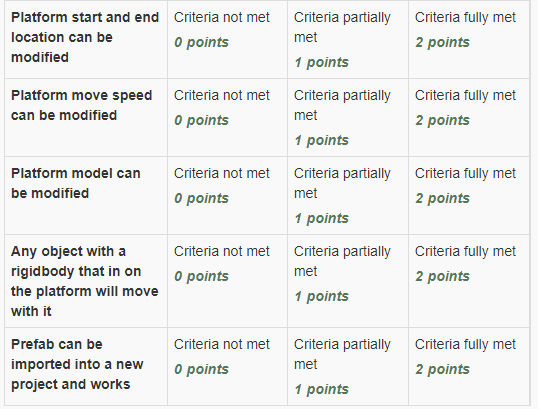 Platform start and end
location can be
modified
Criteria not met
0 points
Criteria partially
met
1 points
Criteria fully met
2 points
Platform move speed
can be modified
Criteria not met
0 points
Criteria partially
met
1 points
Criteria fully met
2 points
Platform model can
be modified
Criteria not met
0 points
Criteria partially
met
1 points
Criteria fully met
2 points
Any object with a
rigidbody that in on
the platform will move
with it
Criteria not met
0 points
Criteria partially
met
1 points
Criteria fully met
2 points
Prefab can be
imported into a new
project and works
Criteria not met
0 points
Criteria partially
met
1 points
Criteria fully met
2 points